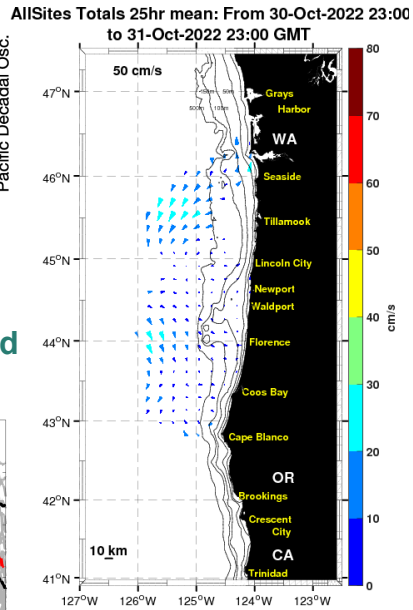 AllSites Totals 25hr mean: From 30-Oct-2022 23:00
to 31-Oct-2022 23:00 GMT
Pacific Decadal Osc.
d
50 cm/s
80
70
60
50
40
30
20
10
0
cm/s
47°N
46°N
45°N
44°N
43°N
42°N
41°N
Grays
Harbor
WA
Seaside
Tillamook
Lincoln City
Newport
Waldport
Florence
Coos Bay
Cape Blanco
OR
Brookings
Crescent
City
CA
Trinidad
50m
500m
10 km
127°W 126°W 125°W 124°W 123°W